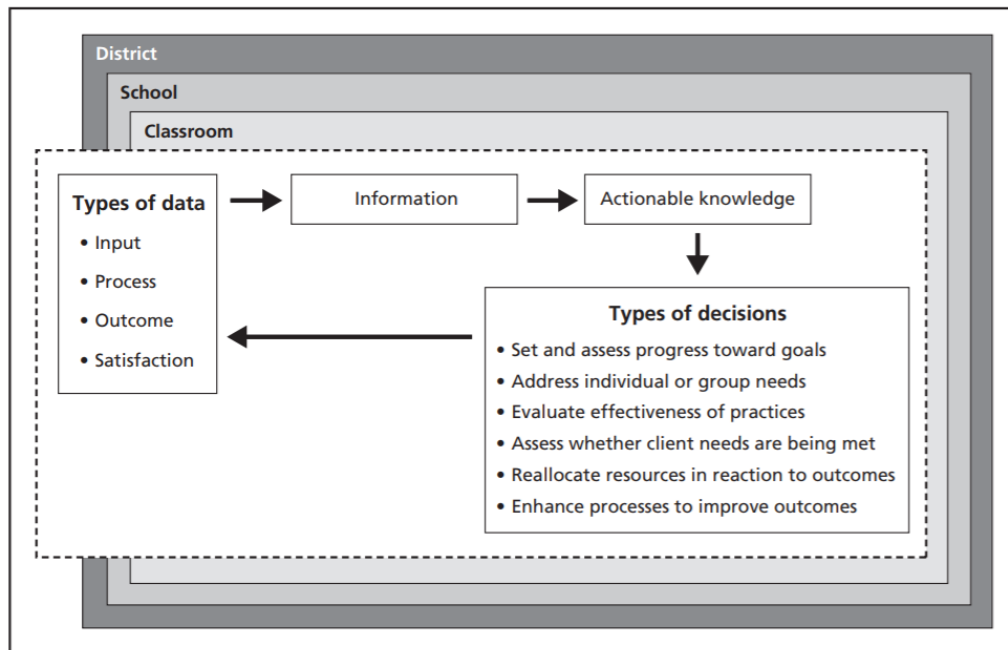 District
School
Classroom
Types of data
• Input
• Process
• Outcome
• Satisfaction
Information
Actionable knowledge
Types of decisions
• Set and assess progress toward goals
• Address individual or group needs
• Evaluate effectiveness of practices
• Assess whether client needs are being met
• Reallocate resources in reaction to outcomes
• Enhance processes to improve outcomes